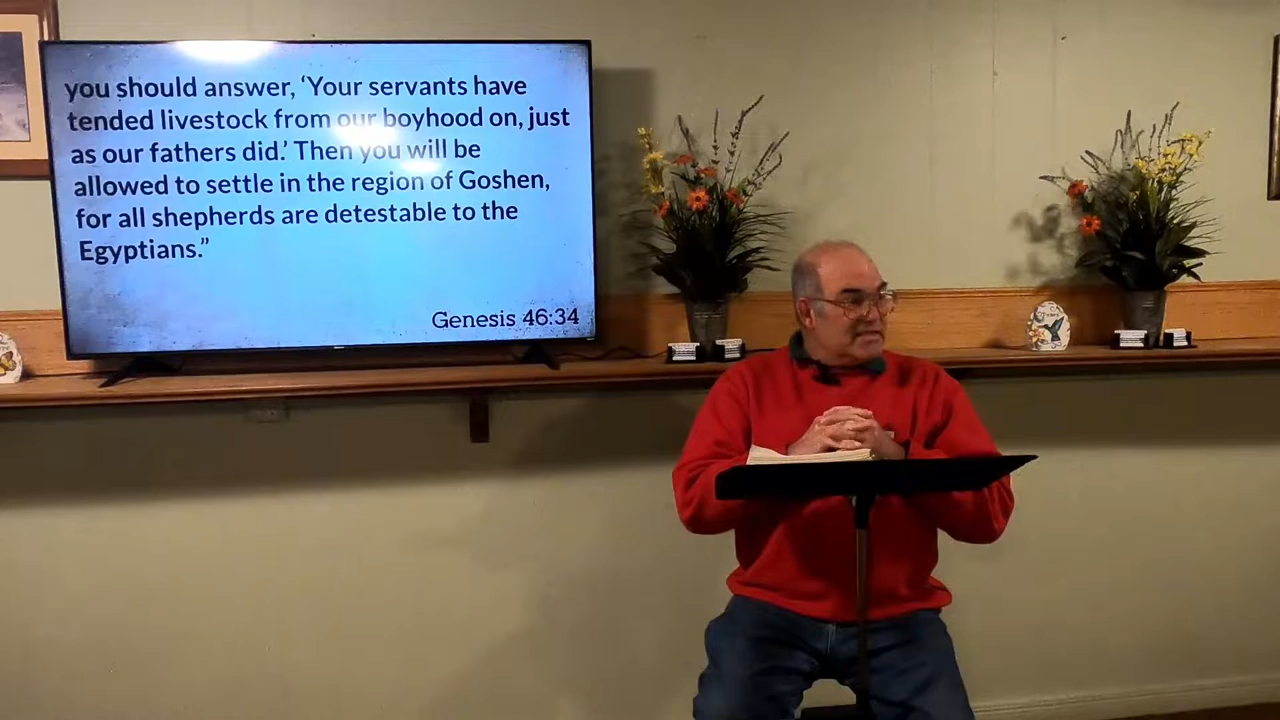 you should answer, ‘Your servants have
tended livestock from our boyhood on, just
as our fathers did.’ Then you will be
allowed to settle in the region of Goshen,
for all shepherds are detestable to the
Egyptians.”
Genesis 46:34